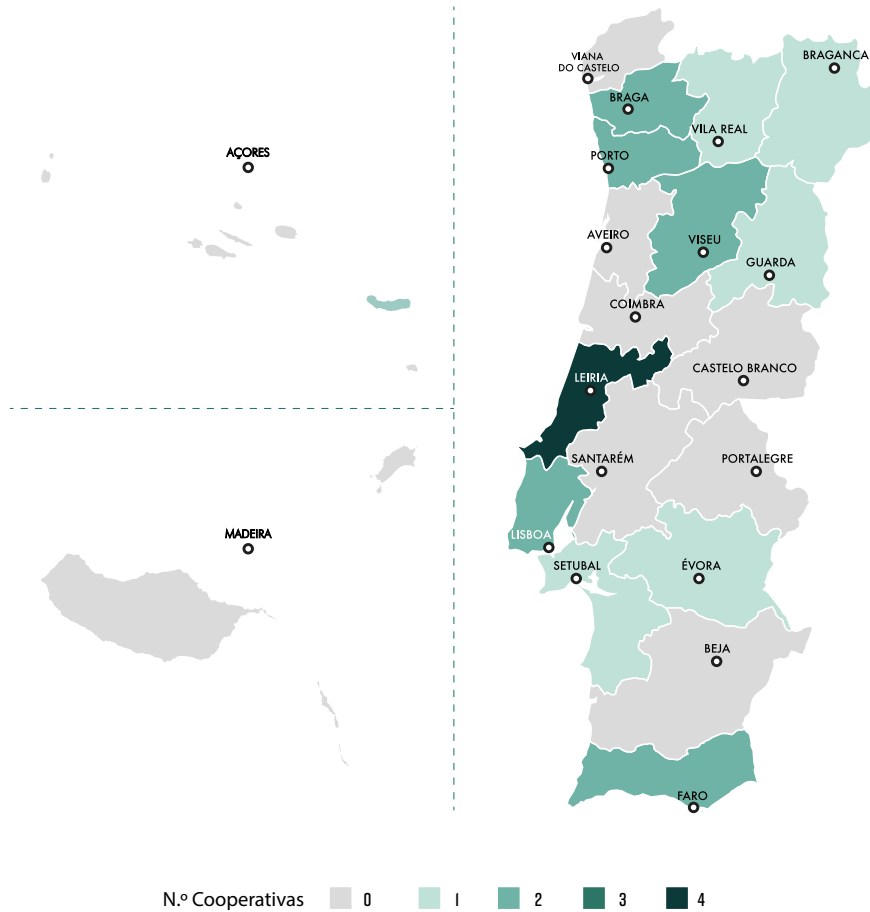 VIANA
DO CASTELO
BRAGANCA
BRAGA
VILA REAL
AÇORES
PORTO
AVEIRO
VISEU
GUARDA
COIMBRA
CASTELO BRANCO
LEIRIA
SANTARÉM
PORTALEGRE
MADEIRA
LISBOA
SETUBAL
ÉVORA
BEJA
FARO
N.º Cooperativas 0 1 2 3 4